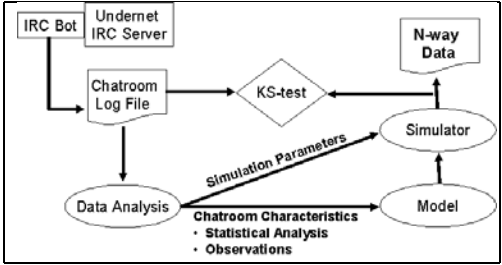 IRC Bot
Undernet
IRC Server
N-way
Data
Chatroom
Log File
KS-test
Simulator
Simulation Parameters
Data Analysis
Model
Chatroom Characteristics
• Statistical Analysis
• Observations